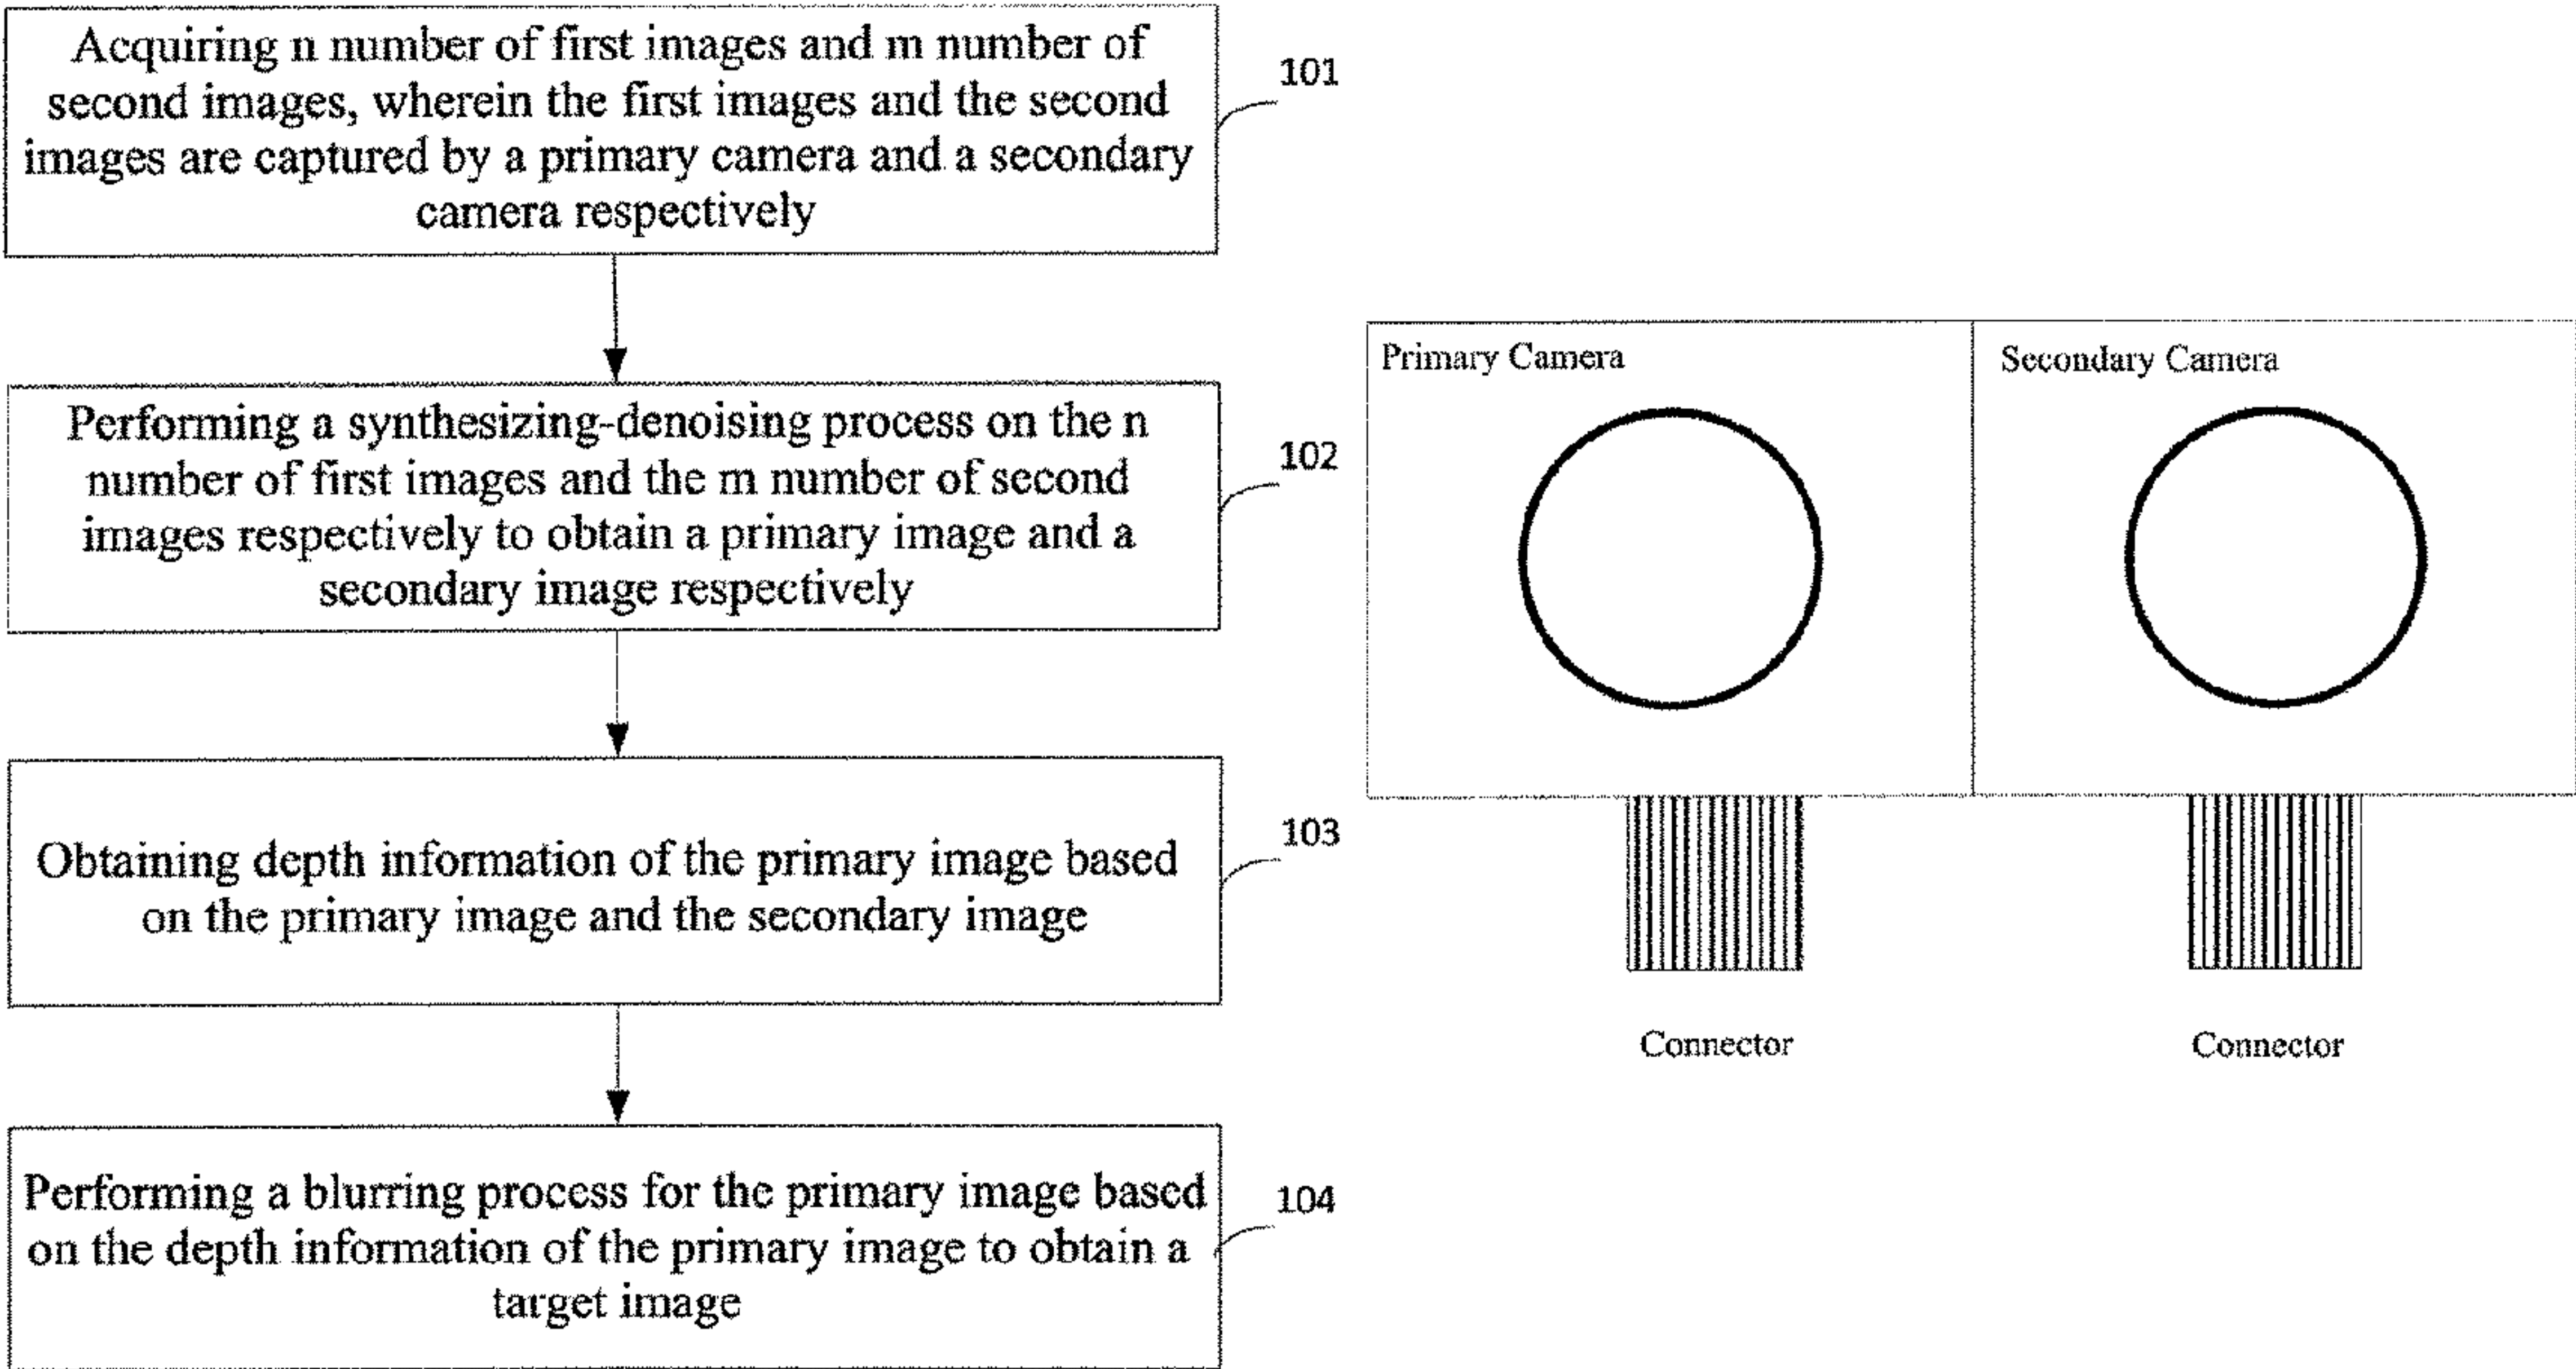 Acquiring n number of first images and m number of
second images, wherein the first images and the second
images are captured by a primary camera and a secondary
camera respectively
101
Performing a synthesizing-denoising process on the n
number of first images and the m number of second
images respectively to obtain a primary image and a
secondary image respectively
102
Obtaining depth information of the primary image based
on the primary image and the secondary image
103
Performing a blurring process for the primary image based
on the depth information of the primary image to obtain a
target image
104
Primary Camera
Secondary Camera
Connector
Connector